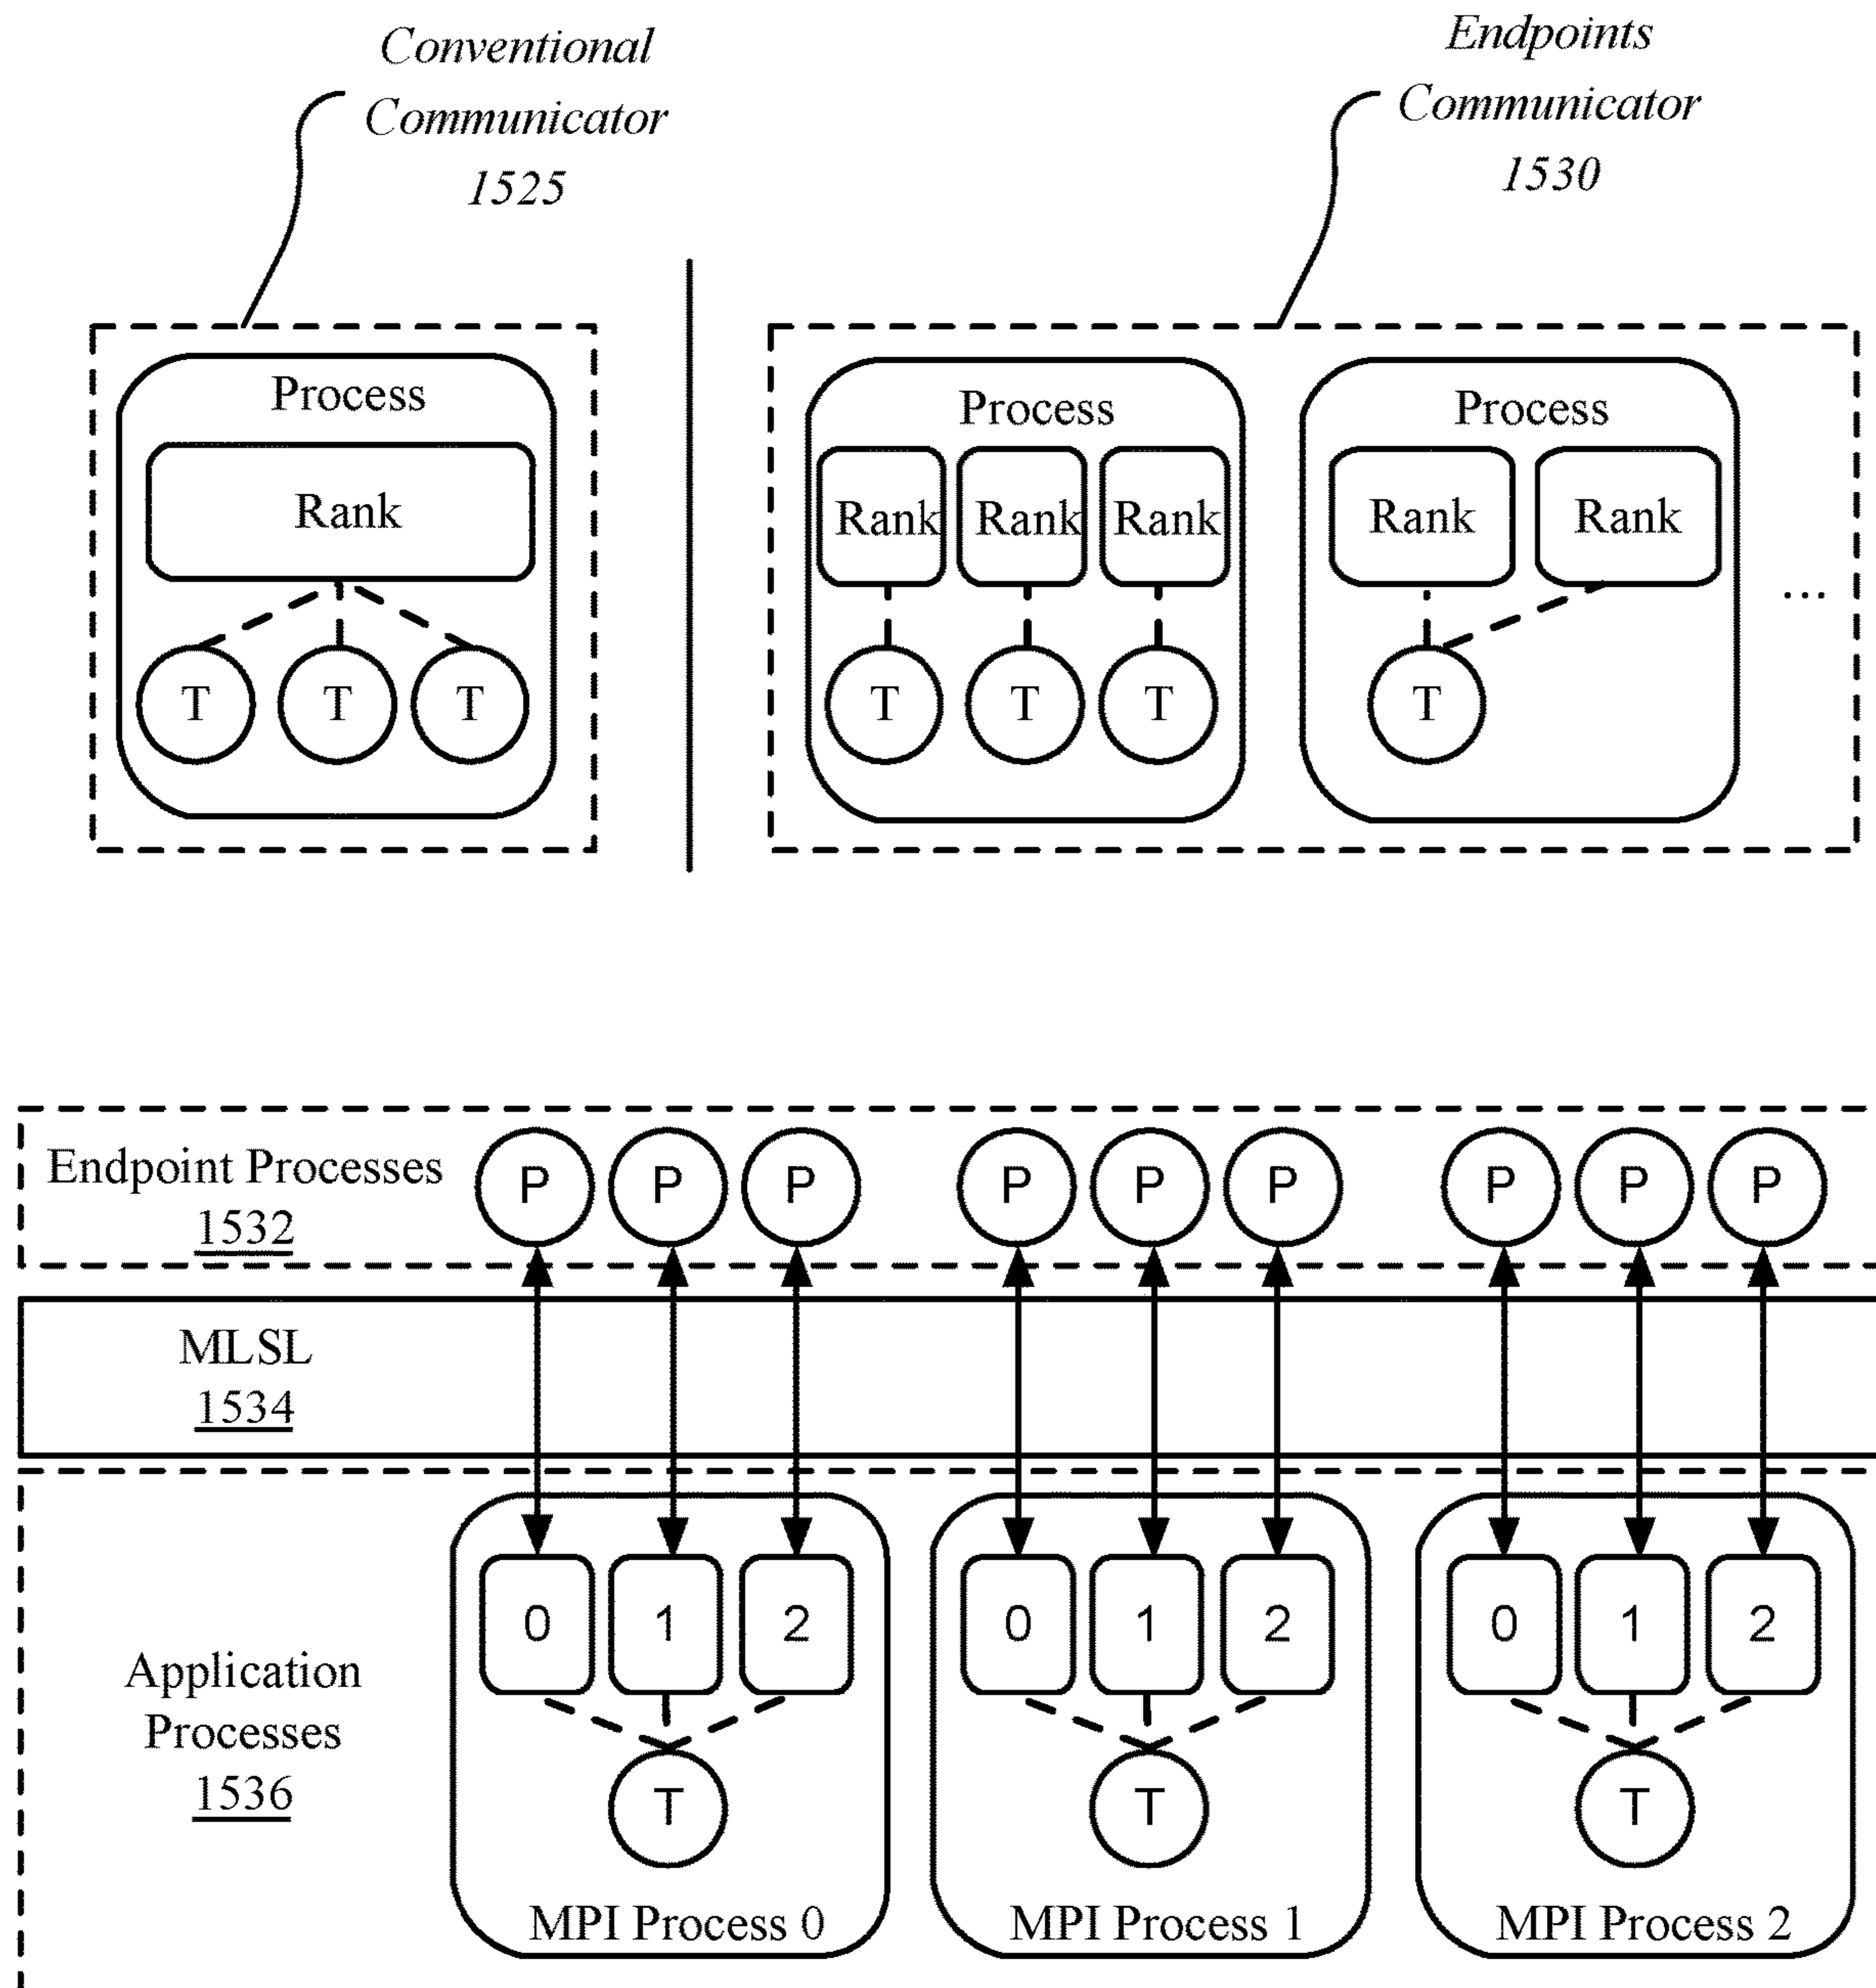 Conventional
Communicator
1525
Endpoints
Communicator
1530
Process
Rank
T T T
Process
Rank Rank Rank
T T T
Process
Rank Rank
T
...
Endpoint Processes
1532
P P P P P P P P P
MLSL
1534
Application
Processes
1536
0 1 2
T
MPI Process 0
0 1 2
T
MPI Process 1
0 1 2
T
MPI Process 2